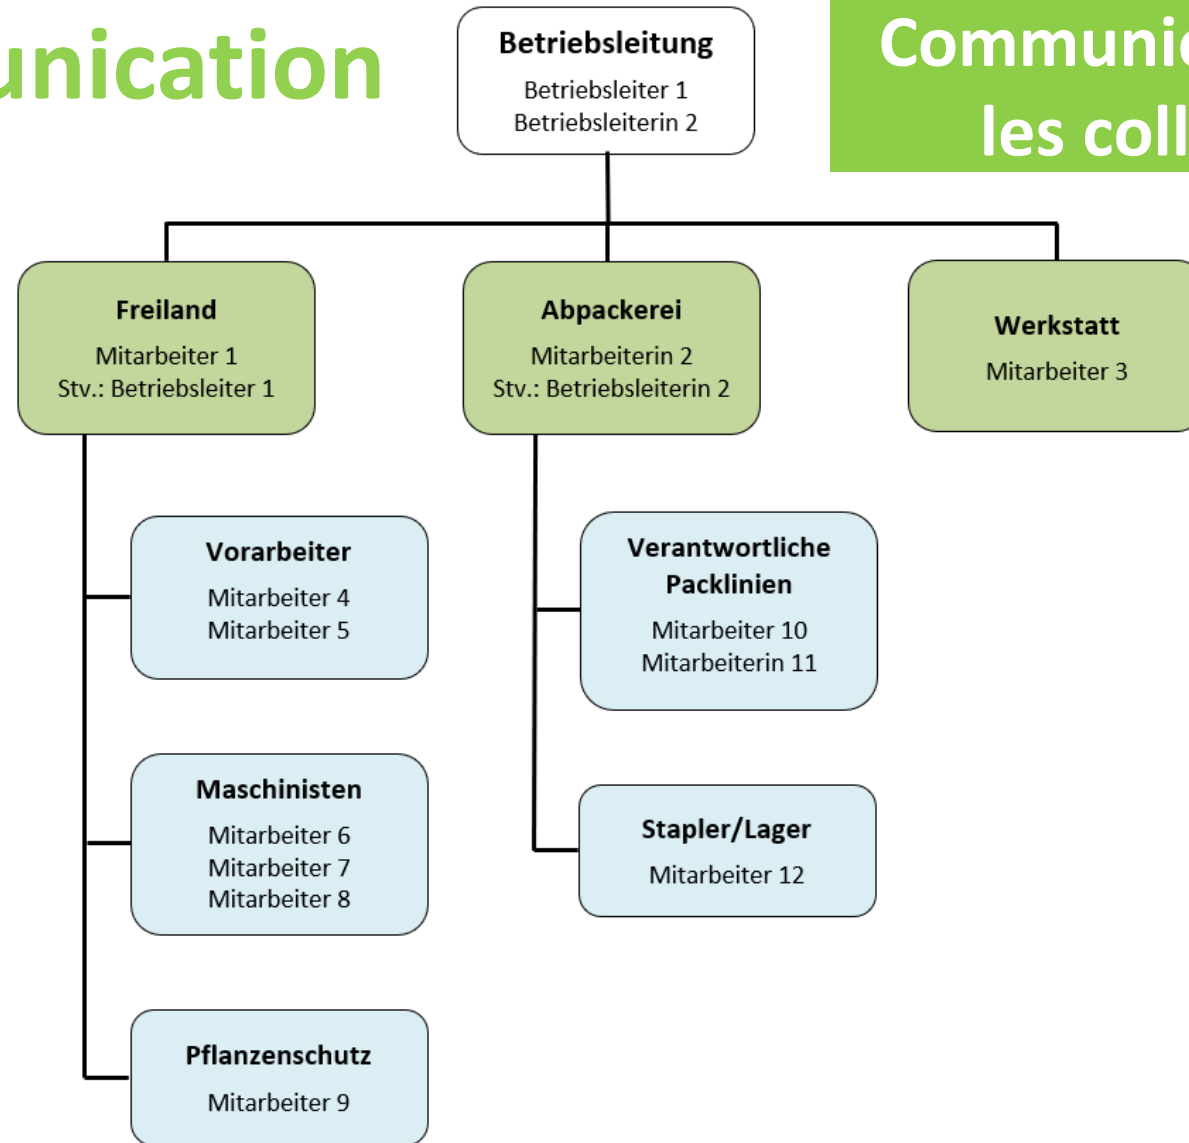 unication
Communic
les coll
Betriebsleitung
Betriebsleiter 1
Betriebsleiterin 2
Freiland
Mitarbeiter 1
Stv.: Betriebsleiter 1
Abpackerei
Mitarbeiterin 2
Stv.: Betriebsleiterin 2
Werkstatt
Mitarbeiter 3
Vorarbeiter
Mitarbeiter 4
Mitarbeiter 5
Maschinisten
Mitarbeiter 6
Mitarbeiter 7
Mitarbeiter 8
Pflanzenschutz
Mitarbeiter 9
Verantwortliche
Packlinien
Mitarbeiter 10
Mitarbeiterin 11
Stapler/Lager
Mitarbeiter 12